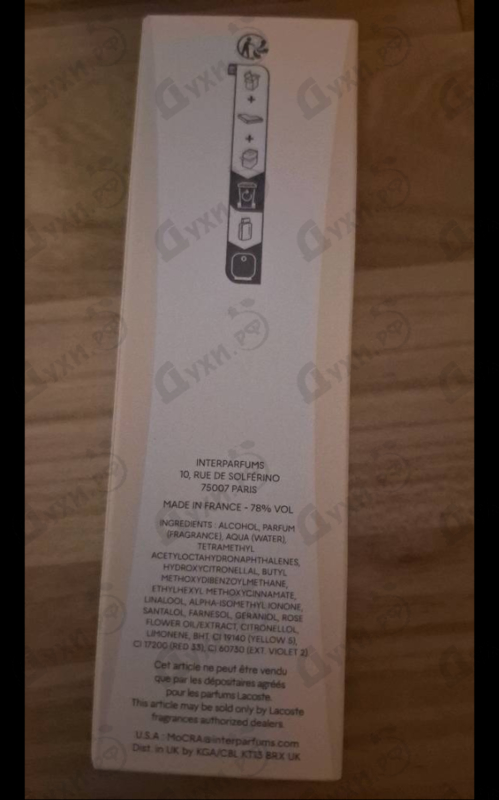 INTERPARFUMS
10, RUE DE SOLFÉRINO
75007 PARIS
MADE IN FRANCE - 78% VOL
INGREDIENTS : ALCOHOL, PARFUM
(FRAGRANCE), AQUA (WATER),
TETRAMETHYL
ACETYLOCTAHYDRONAPHTHALENES,
HYDROXYCITRONELLAL, BUTYL
METHOXYDIBENZOYLMETHANE,
ETHYLHEXYL METHOXYCINNAMATE,
LINALOOL, ALPHA-ISOMETHYL IONONE,
SANTALOL, FARNESOL, GERANIOL, ROSE
FLOWER OIL/EXTRACT, CITRONELLOL,
LIMONENE, BHT, CI 19140 (YELLOW 5),
CI 17200 (RED 33), CI 60730 (EXT. VIOLET 2)
Cet article ne peut être vendu
que par les dépositaires agréés
pour les parfums Lacoste.
This article may be sold only by Lacoste
fragrances authorized dealers.
U.S.A : MoCRA@interparfums.com
Dist. in UK by KGA/CBL KT13 BRX UK
Духи.рф